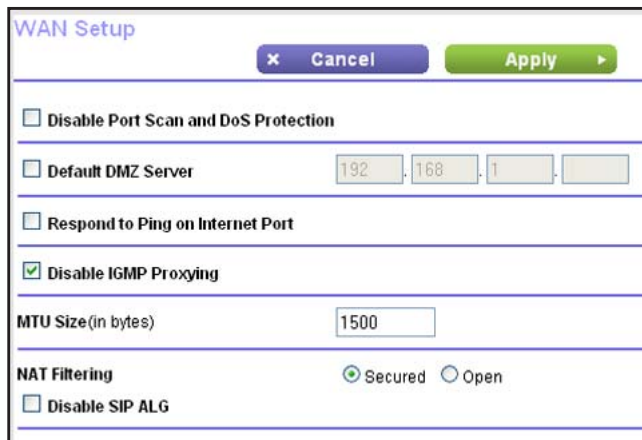 WAN Setup
Cancel Apply
Disable Port Scan and DoS Protection
Default DMZ Server 192 . 168 . 1 .
Respond to Ping on Internet Port
Disable IGMP Proxying
MTU Size(in bytes) 1500
NAT Filtering Secured Open
Disable SIP ALG